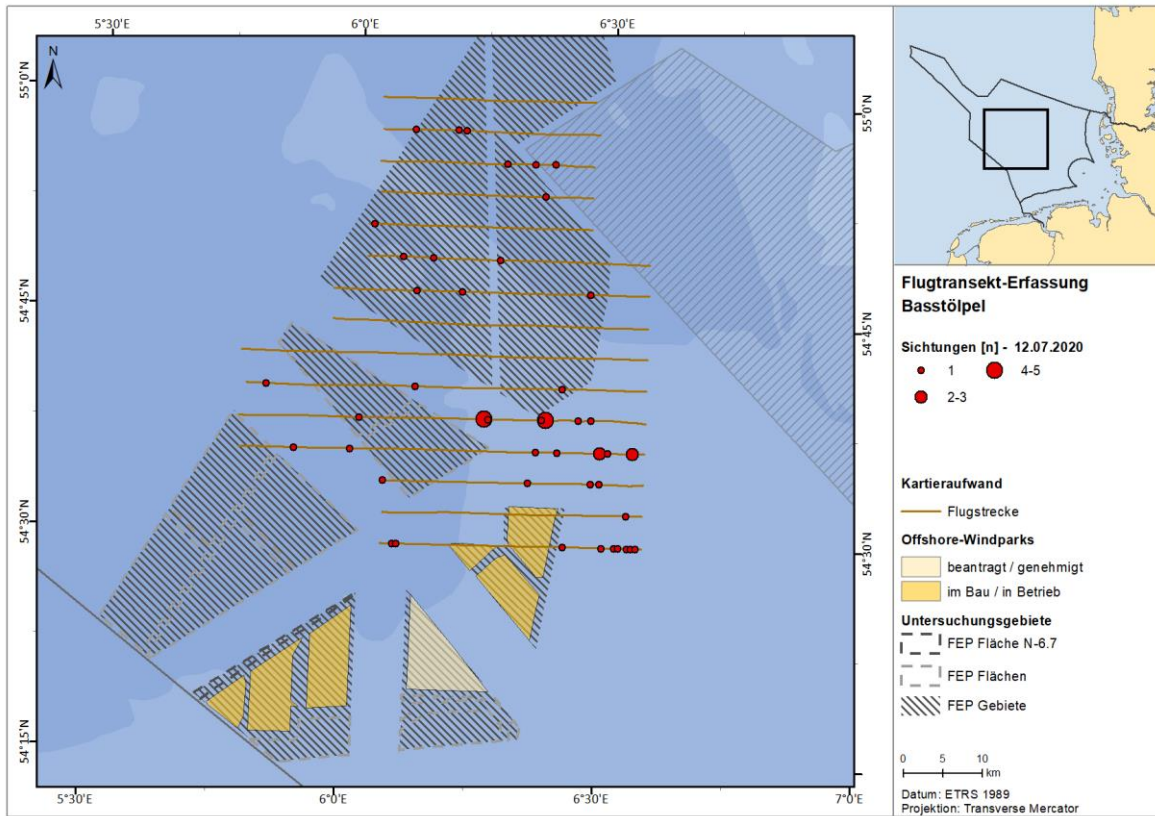 5°30'E 6°0'E 6°30'E
N
55°0'N
55°0'N
54°45'N
54°45'N
54°30'N
54°30'N
54°15'N
5°30'E 6°0'E 6°30'E 7°0'E
Flugtransekt-Erfassung
Basstölpel
Sichtungen [n] - 12.07.2020
1 4-5
2-3
Kartieraufwand
Flugstrecke
Offshore-Windparks
beantragt / genehmigt
im Bau / in Betrieb
Untersuchungsgebiete
FEP Fläche N-6.7
FEP Flächen
FEP Gebiete
0 5 10
km
Datum: ETRS 1989
Projektion: Transverse Mercator